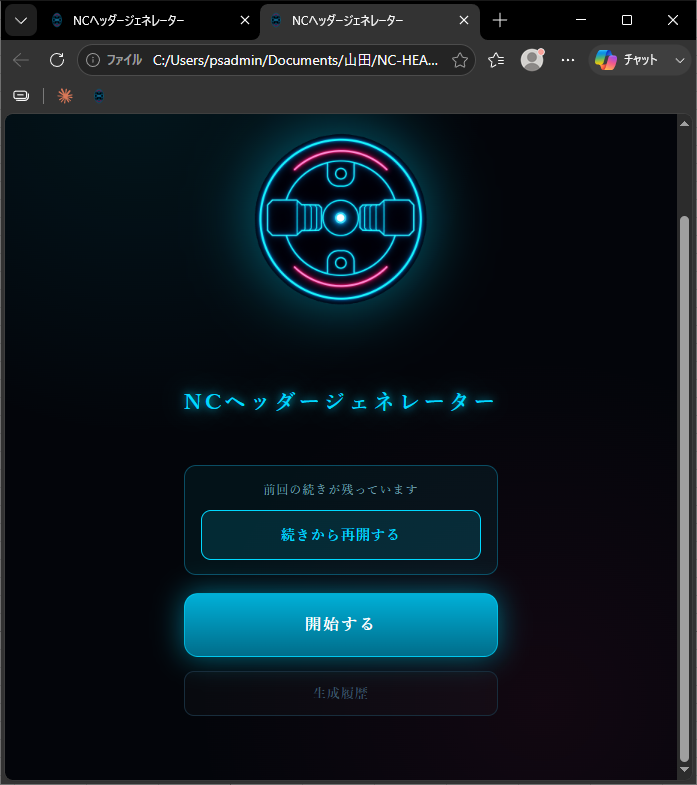 NCヘッダージェネレーター
NCヘッダージェネレーター
ファイル C:/Users/psadmin/Documents/山田/NC-HEA...
チャット
NCヘッダージェネレーター
前回の続きが残っています
続きから再開する
開始する
生成履歴